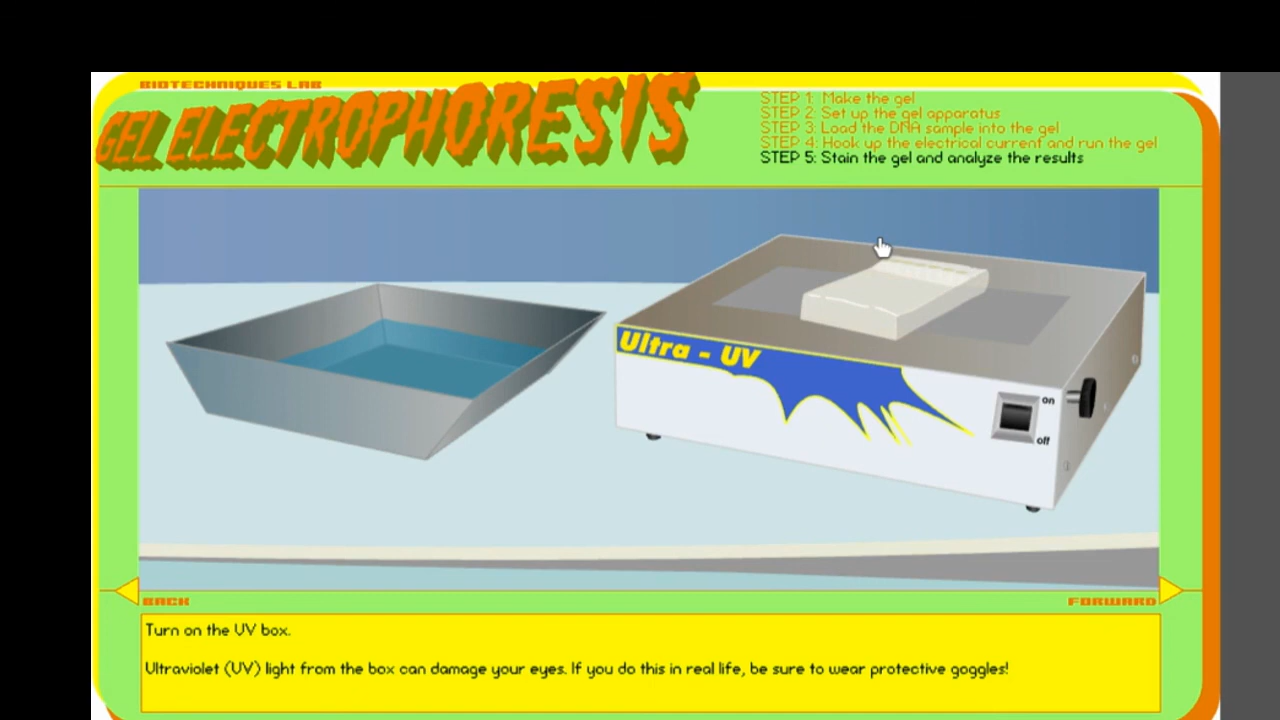 BIOTECHNIQUES LAB
GEL ELECTROPHORESIS
STEP 1: Make the gel
STEP 2: Set up the gel apparatus
STEP 3: Load the DNA sample into the gel
STEP 4: Hook up the electrical current and run the gel
STEP 5: Stain the gel and analyze the results
Ultra - UV
on
off
BACK
FORWARD
Turn on the UV box.
Ultraviolet (UV) light from the box can damage your eyes. If you do this in real life, be sure to wear protective goggles!